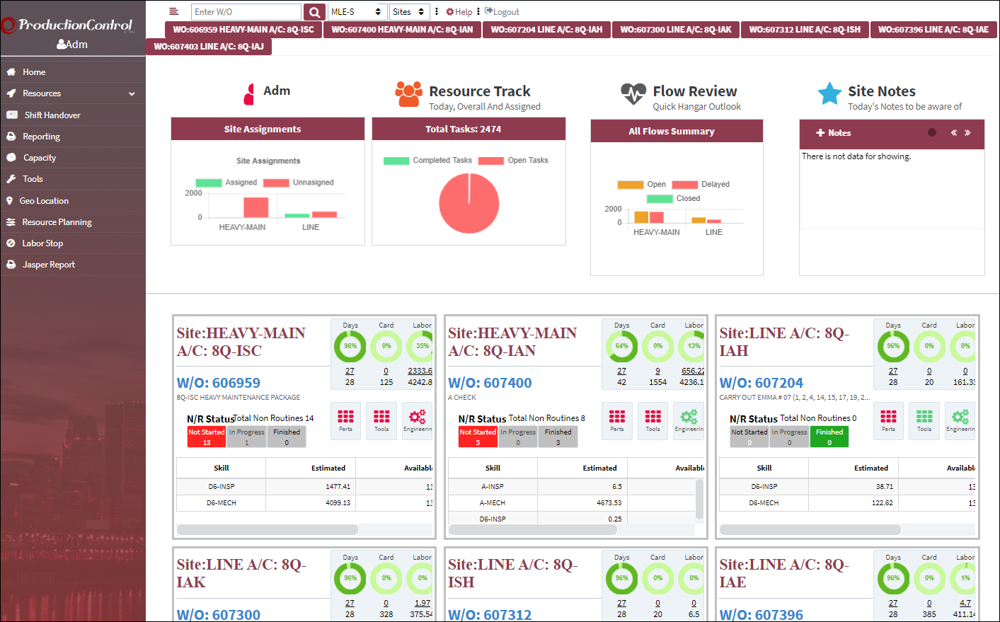 Enter W/O
MLE-S
Sites
Help
Logout
ProductionControl
Adm
WO:606959 HEAVY-MAIN A/C: 8Q-ISC
WO:607400 HEAVY-MAIN A/C: 8Q-IAN
WO:607204 LINE A/C: 8Q-IAH
WO:607300 LINE A/C: 8Q-IAK
WO:607312 LINE A/C: 8Q-ISH
WO:607396 LINE A/C: 8Q-IAE
WO:607403 LINE A/C: 8Q-IAJ
Home
Resources
Shift Handover
Reporting
Capacity
Tools
Geo Location
Resource Planning
Labor Stop
Jasper Report
Adm
Site Assignments
Site Assignments
Assigned
Unnasigned
2000
0
HEAVY-MAIN
LINE
Resource Track
Today, Overall And Assigned
Total Tasks: 2474
Completed Tasks
Open Tasks
Flow Review
Quick Hangar Outlook
All Flows Summary
Open
Delayed
Closed
2000
0
HEAVY-MAIN
LINE
Site Notes
Today's Notes to be aware of
Notes
« »
There is not data for showing.
Site:HEAVY-MAIN
A/C: 8Q-ISC
Days Card Labor
96% 0% 35%
27 0 2333.6
28 125 4242.8
W/O: 606959
8Q-ISC HEAVY MAINTENANCE PACKAGE
N/R Status Total Non Routines 14
Not Started In Progress Finished
13 1 0
Parts Tools Engineerin
Skill Estimated Available
D6-INSP 1477.41 13
D6-MECH 4099.13 13
Site:HEAVY-MAIN
A/C: 8Q-IAN
Days Card Labor
64% 0% 13%
27 9 656.22
42 1554 4236.1
W/O: 607400
A CHECK
N/R Status Total Non Routines 8
Not Started In Progress Finished
5 0 3
Parts Tools Engineerin
Skill Estimated Availabl
A-INSP 6.5
A-MECH 4673.53
D6-INSP 0.25
Site:LINE A/C: 8Q-
IAH
Days Card Labor
96% 0% 0%
27 0 0
28 20 161.33
W/O: 607204
CARRY OUT EMMA # 07 (1, 2, 4, 14, 15, 17, 19, 2...
N/R Status Total Non Routines 0
Not Started In Progress Finished
0 0 0
Parts Tools Engineerin
Skill Estimated Available
D6-INSP 38.71 13
D6-MECH 122.62 13
Site:LINE A/C: 8Q-
IAK
Days Card Labor
96% 0% 0%
27 0 1.97
28 328 375.54
W/O: 607300
Site:LINE A/C: 8Q-
ISH
Days Card Labor
96% 0% 0%
27 0 0
28 20 6.5
W/O: 607312
Site:LINE A/C: 8Q-
IAE
Days Card Labor
96% 0% 1%
27 0 4.7
28 385 411.14
W/O: 607396